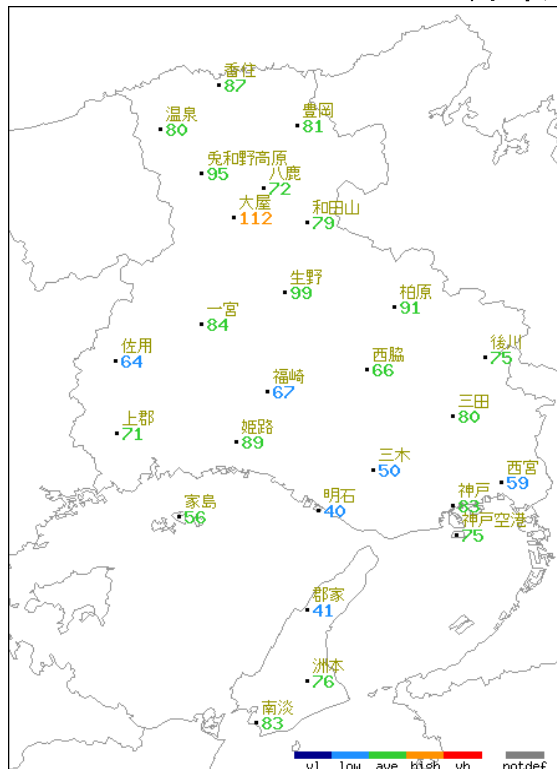 香住
87
豊岡
81
温泉
80
兎和野高原
95
八鹿
72
大屋
112
和田山
79
生野
99
柏原
91
一宮
84
佐用
64
後川
75
西脇
66
福崎
67
三田
80
上郡
71
姫路
89
三木
50
西宮
59
家島
56
明石
40
神戸
63
神戸空港
75
郡家
41
洲本
76
南淡
83
vl low ave high vh notdef